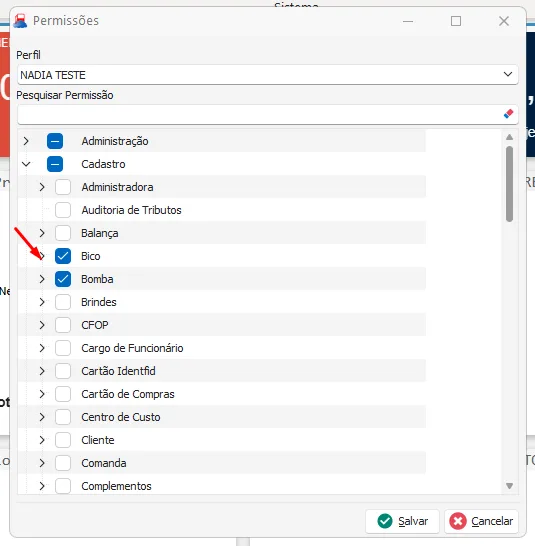 Sistema
Permissões
Perfil
NADIA TESTE
Pesquisar Permissão
Administração
Cadastro
Administradora
Auditoria de Tributos
Balança
Bico
Bomba
Brindes
CFOP
Cargo de Funcionário
Cartão Identfid
Cartão de Compras
Centro de Custo
Cliente
Comanda
Complementos
Salvar
Cancelar